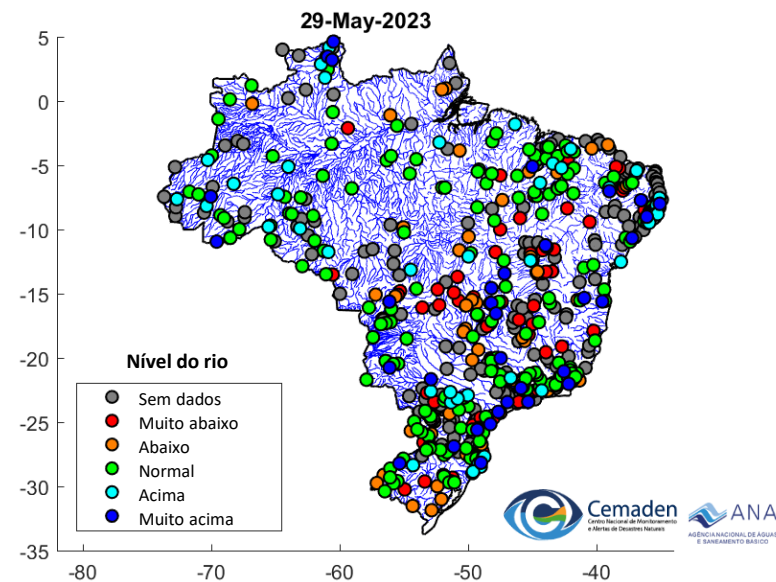 29-May-2023
5
0
-5
-10
-15
-20
-25
-30
-35
-80
-70
-60
-50
-40
Nível do rio
Sem dados
Muito abaixo
Abaixo
Normal
Acima
Muito acima
Cemaden
Centro Nacional de Monitoramento
e Alertas de Desastres Naturais
ANA
AGÊNCIA NACIONAL DE ÁGUAS
E SANEAMENTO BÁSICO